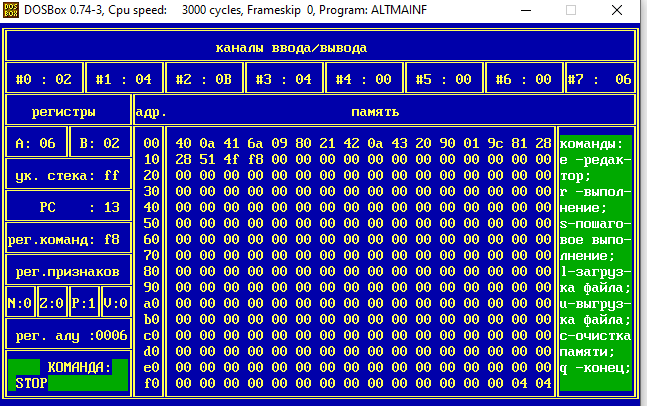 DOSBox 0.74-3, Cpu speed: 3000 cycles, Frameskip 0, Program: ALTMAINF
каналы ввода/вывода
#0 : 02 #1 : 04 #2 : 0B #3 : 04 #4 : 00 #5 : 00 #6 : 00 #7 : 06
регистры адр. память
A: 06 B: 02 00 40 0a 41 6a 09 80 21 42 0a 43 20 90 01 9c 81 28 команды:
10 28 51 4f f8 00 00 00 00 00 00 00 00 00 00 00 00 e -редак-
ук. стека: ff 20 00 00 00 00 00 00 00 00 00 00 00 00 00 00 00 00 тор;
30 00 00 00 00 00 00 00 00 00 00 00 00 00 00 00 00 r -выпол-
PC : 13 40 00 00 00 00 00 00 00 00 00 00 00 00 00 00 00 00 нение;
50 00 00 00 00 00 00 00 00 00 00 00 00 00 00 00 00 s-пошаго-
рег.команд: f8 60 00 00 00 00 00 00 00 00 00 00 00 00 00 00 00 00 вое выпо-
70 00 00 00 00 00 00 00 00 00 00 00 00 00 00 00 00 лнение;
рег.признаков 80 00 00 00 00 00 00 00 00 00 00 00 00 00 00 00 00 l-загруз-
90 00 00 00 00 00 00 00 00 00 00 00 00 00 00 00 00 ка файла;
N:0 Z:0 P:1 V:0 a0 00 00 00 00 00 00 00 00 00 00 00 00 00 00 00 00 u-выгруз-
b0 00 00 00 00 00 00 00 00 00 00 00 00 00 00 00 00 ка файла;
рег. алу :0006 c0 00 00 00 00 00 00 00 00 00 00 00 00 00 00 00 00 c-очистка
d0 00 00 00 00 00 00 00 00 00 00 00 00 00 00 00 00 памяти;
КОМАНДА: e0 00 00 00 00 00 00 00 00 00 00 00 00 00 00 00 00 q -конец;
STOP f0 00 00 00 00 00 00 00 00 00 00 00 00 00 00 04 04